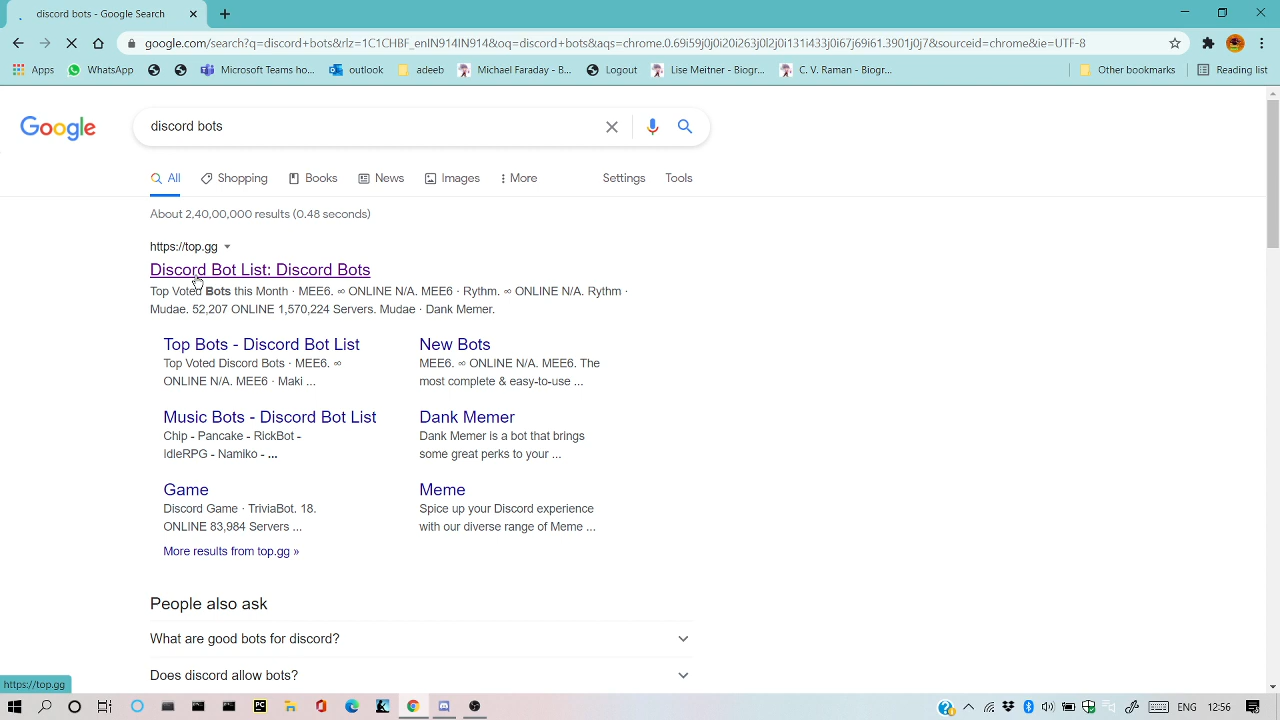 discord bots - Google Search
google.com/search?q=discord+bots&rlz=1C1CHBF_enIN914IN914&oq=discord+bots&aqs=chrome.0.69i59j0j0i20i263j0l2j0i131i433j0i67j69i61.3901j0j7&sourceid=chrome&ie=UTF-8
Apps WhatsApp Microsoft Teams ho... outlook adeeb Michael Faraday - B... Logout Lise Meitner - Biogr... C. V. Raman - Biogr... Other bookmarks Reading list
Google discord bots
All Shopping Books News Images More Settings Tools
About 2,40,00,000 results (0.48 seconds)
https://top.gg
Discord Bot List: Discord Bots
Top Voted Bots this Month · MEE6. ∞ ONLINE N/A. MEE6 · Rythm. ∞ ONLINE N/A. Rythm ·
Mudae. 52,207 ONLINE 1,570,224 Servers. Mudae · Dank Memer.
Top Bots - Discord Bot List
Top Voted Discord Bots · MEE6. ∞
ONLINE N/A. MEE6 · Maki ...
New Bots
MEE6. ∞ ONLINE N/A. MEE6. The
most complete & easy-to-use ...
Music Bots - Discord Bot List
Chip - Pancake - RickBot -
IdleRPG - Namiko - ...
Dank Memer
Dank Memer is a bot that brings
some great perks to your ...
Game
Discord Game · TriviaBot. 18.
ONLINE 83,984 Servers ...
Meme
Spice up your Discord experience
with our diverse range of Meme ...
More results from top.gg »
People also ask
What are good bots for discord?
Does discord allow bots?
https://top.gg
PC ENG 12:56